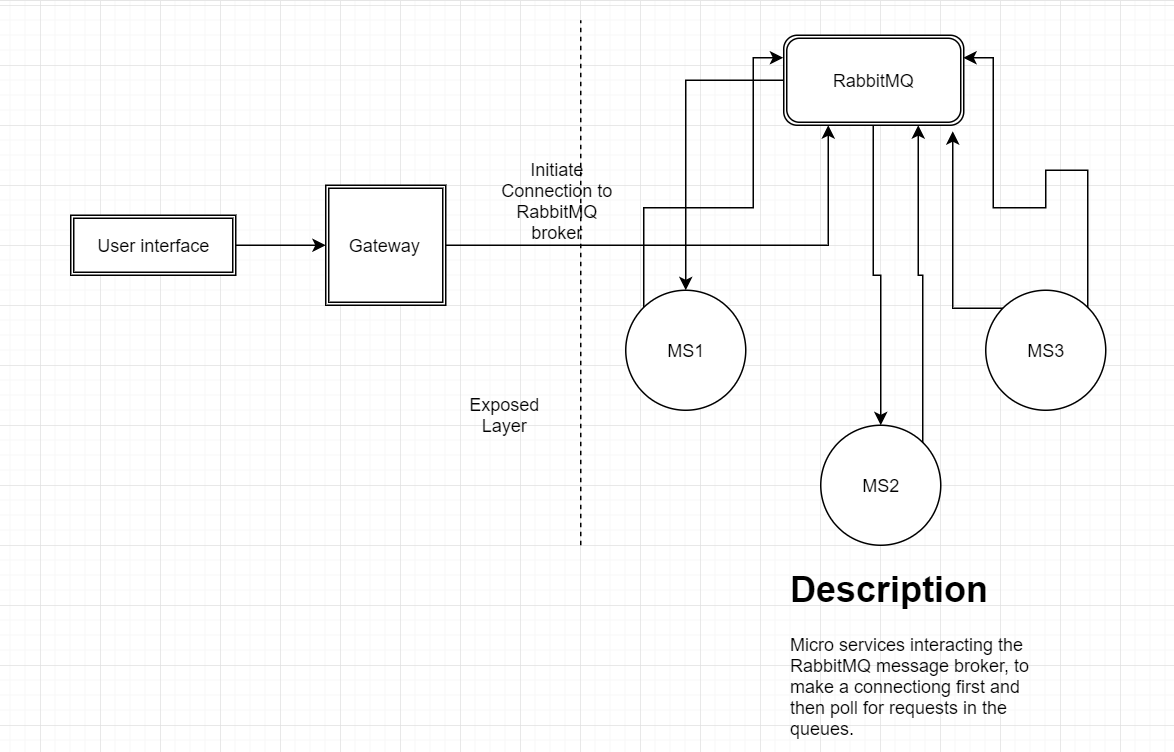 RabbitMQ
Initiate
Connection to
RabbitMQ
broker
User interface
Gateway
MS1
MS3
Exposed
Layer
MS2
Description
Micro services interacting the
RabbitMQ message broker, to
make a connectiong first and
then poll for requests in the
queues.